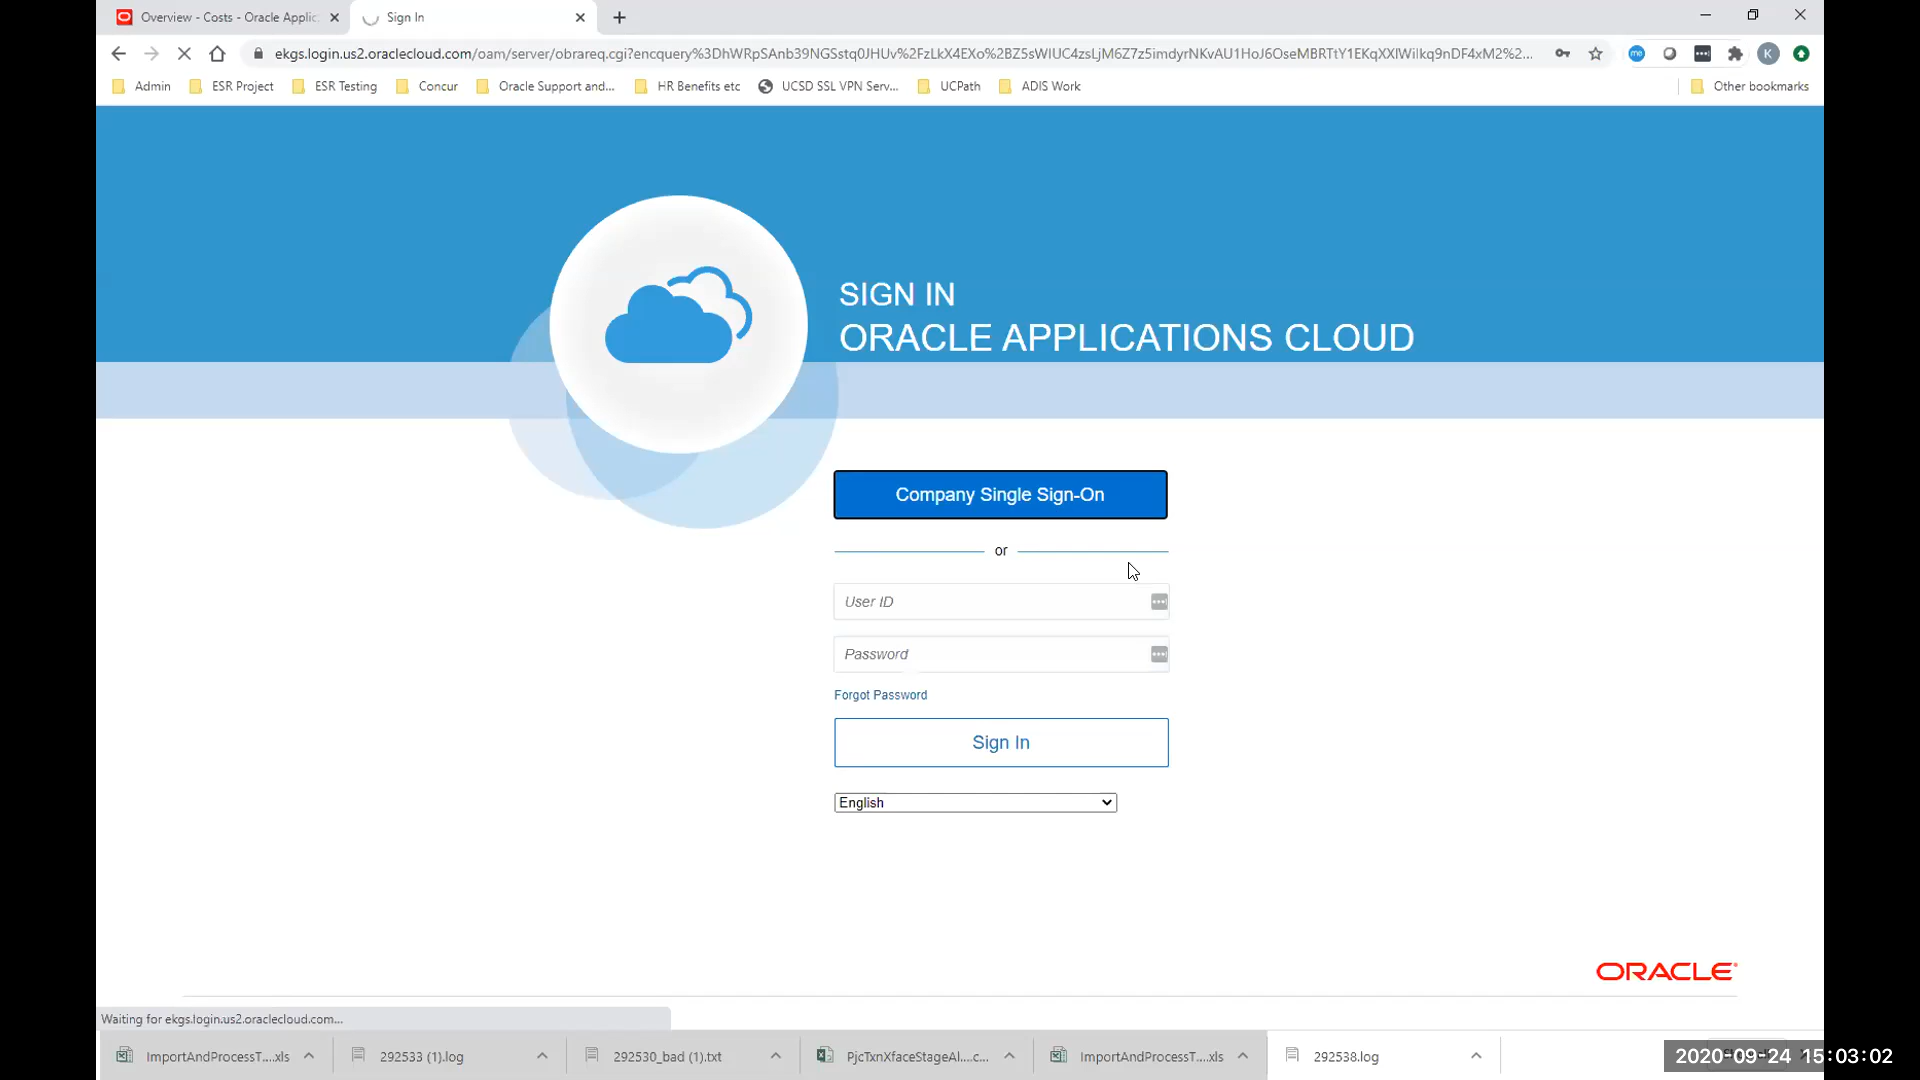 Overview - Costs - Oracle Applic
Sign In
ekgs.login.us2.oraclecloud.com/oam/server/obrareq.cgi?encquery%3DhWRpSAnb39NGSstq0JHUv%2FzLkX4EXo%2BZ5sWIUC4zsLjM6Z7z5imdyrNKvAU1HoJ6OseMBRTtY1EKqXXlWilkq9nDF4xM2%2...
Admin
ESR Project
ESR Testing
Concur
Oracle Support and...
HR Benefits etc
UCSD SSL VPN Serv...
UCPath
ADIS Work
Other bookmarks
SIGN IN
ORACLE APPLICATIONS CLOUD
Company Single Sign-On
or
User ID
Password
Forgot Password
Sign In
English
ORACLE
Waiting for ekgs.login.us2.oraclecloud.com...
ImportAndProcessT....xls
292533 (1).log
292530_bad (1).txt
PjcTxnXfaceStageAl....c...
ImportAndProcessT....xls
292538.log
2020-09-24 15:03:02